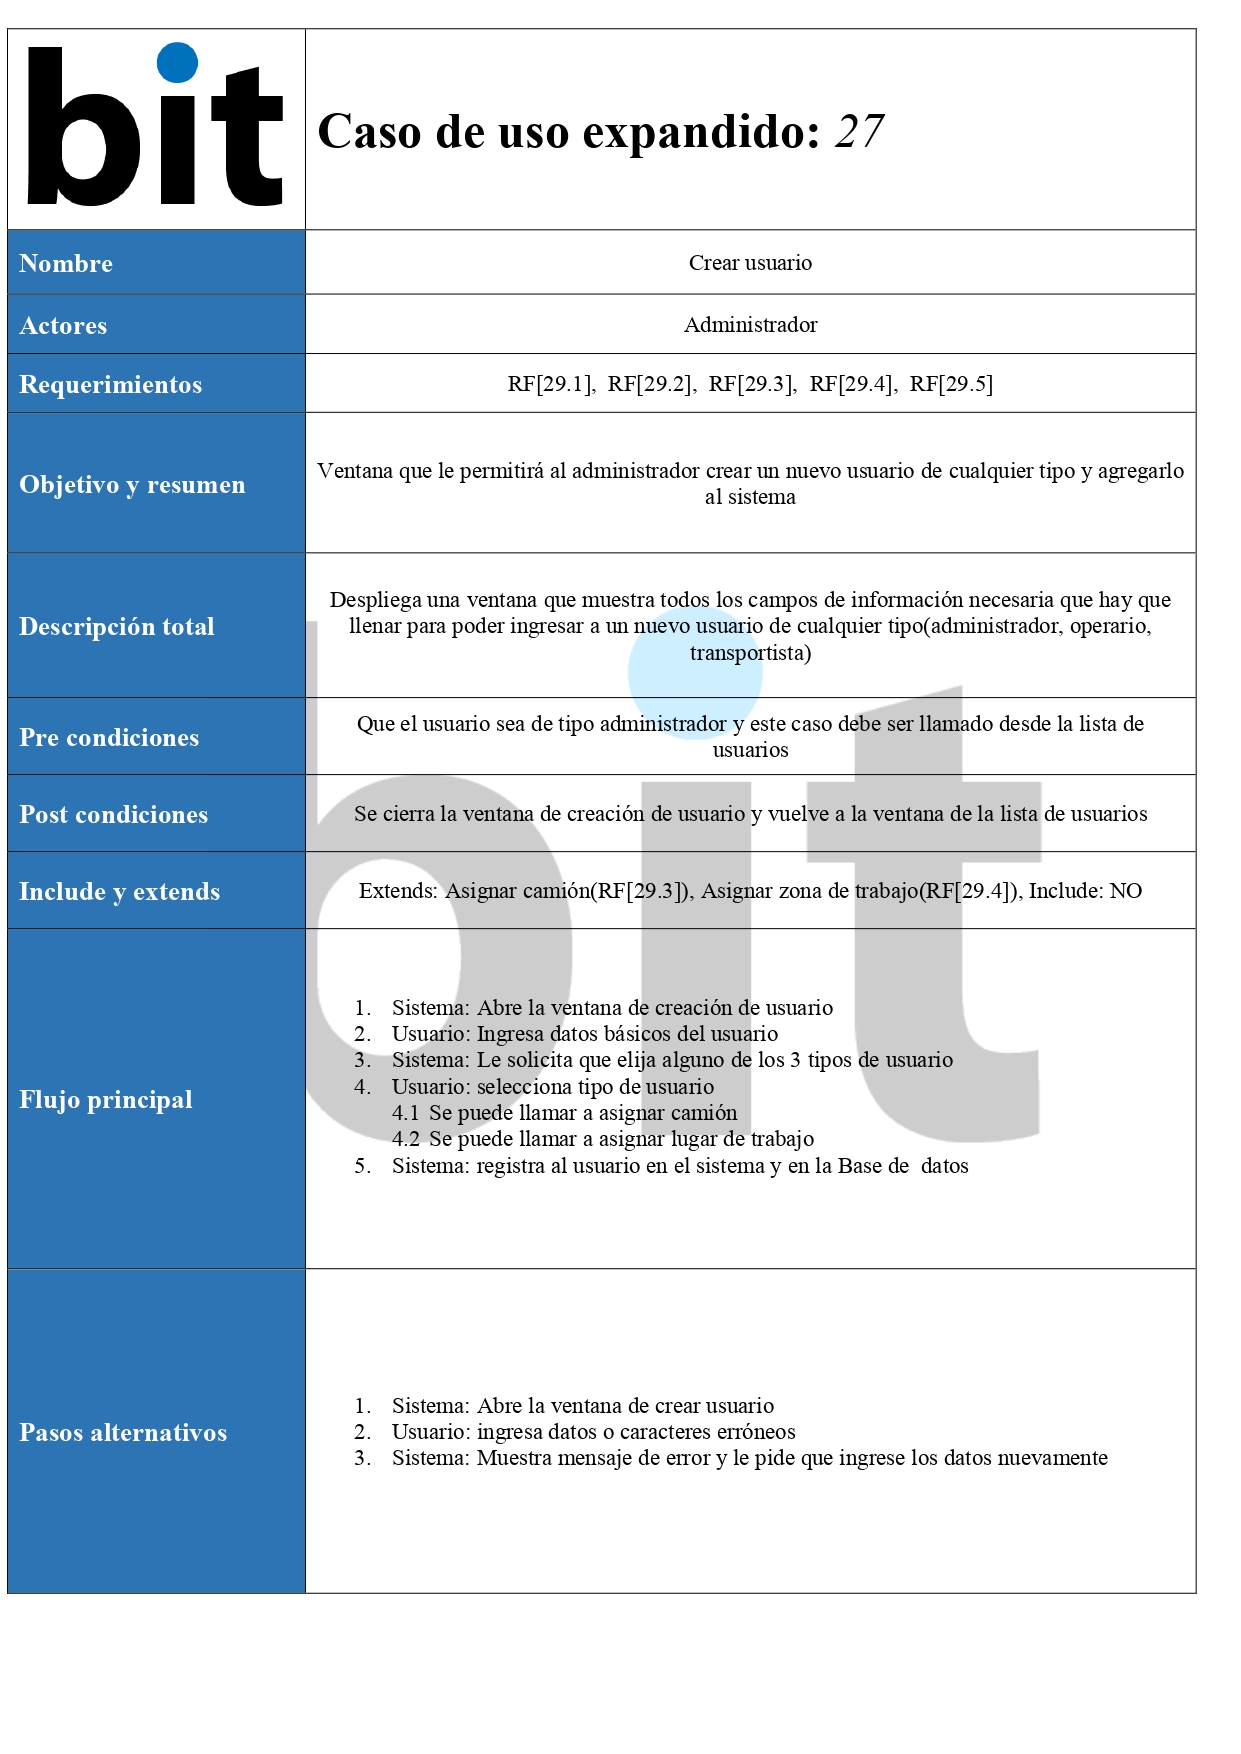 bit
Caso de uso expandido: 27
Nombre
Crear usuario
Actores
Administrador
Requerimientos
RF[29.1], RF[29.2], RF[29.3], RF[29.4], RF[29.5]
Objetivo y resumen
Ventana que le permitirá al administrador crear un nuevo usuario de cualquier tipo y agregarlo
al sistema
Descripción total
Despliega una ventana que muestra todos los campos de información necesaria que hay que
llenar para poder ingresar a un nuevo usuario de cualquier tipo(administrador, operario,
transportista)
Pre condiciones
Que el usuario sea de tipo administrador y este caso debe ser llamado desde la lista de
usuarios
Post condiciones
Se cierra la ventana de creación de usuario y vuelve a la ventana de la lista de usuarios
Include y extends
Extends: Asignar camión(RF[29.3]), Asignar zona de trabajo(RF[29.4]), Include: NO
Flujo principal
1. Sistema: Abre la ventana de creación de usuario
2. Usuario: Ingresa datos básicos del usuario
3. Sistema: Le solicita que elija alguno de los 3 tipos de usuario
4. Usuario: selecciona tipo de usuario
4.1 Se puede llamar a asignar camión
4.2 Se puede llamar a asignar lugar de trabajo
5. Sistema: registra al usuario en el sistema y en la Base de datos
Pasos alternativos
1. Sistema: Abre la ventana de crear usuario
2. Usuario: ingresa datos o caracteres erróneos
3. Sistema: Muestra mensaje de error y le pide que ingrese los datos nuevamente
bit